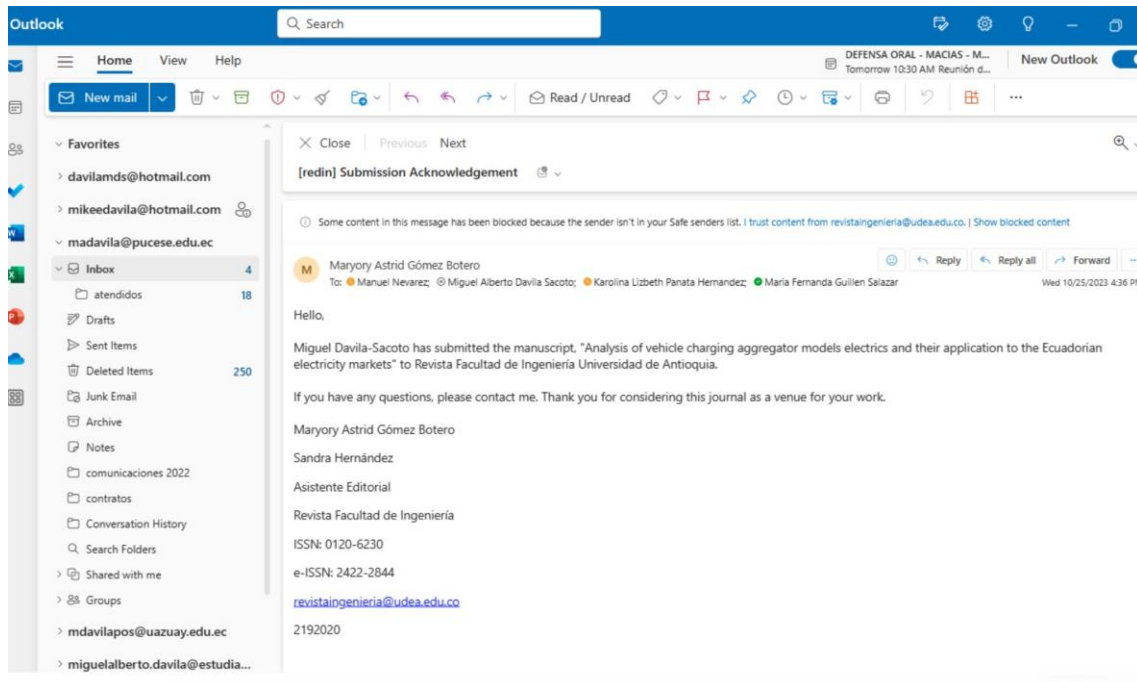 Outlook
Search
Home View Help
DEFENSA ORAL - MACIAS - M...
Tomorrow 10:30 AM Reunión d...
New Outlook
New mail
Read / Unread
Favorites
davilamds@hotmail.com
mikeedavila@hotmail.com
madavila@pucese.edu.ec
Inbox 4
atendidos 18
Drafts
Sent Items
Deleted Items 250
Junk Email
Archive
Notes
comunicaciones 2022
contratos
Conversation History
Search Folders
Shared with me
Groups
mdavilapos@uazuay.edu.ec
miguelalberto.davila@estudia...
Close Previous Next
[redin] Submission Acknowledgement
Some content in this message has been blocked because the sender isn't in your Safe senders list. I trust content from revistaingenieria@udea.edu.co. | Show blocked content
M
Maryory Astrid Gómez Botero
Reply Reply all Forward
To: Manuel Nevarez; Miguel Alberto Davila Sacoto; Karolina Lizbeth Panata Hernandez; Maria Fernanda Guillen Salazar
Wed 10/25/2023 4:36 PM
Hello,
Miguel Davila-Sacoto has submitted the manuscript, "Analysis of vehicle charging aggregator models electrics and their application to the Ecuadorian
electricity markets" to Revista Facultad de Ingeniería Universidad de Antioquia.
If you have any questions, please contact me. Thank you for considering this journal as a venue for your work.
Maryory Astrid Gómez Botero
Sandra Hernández
Asistente Editorial
Revista Facultad de Ingeniería
ISSN: 0120-6230
e-ISSN: 2422-2844
revistaingenieria@udea.edu.co
2192020